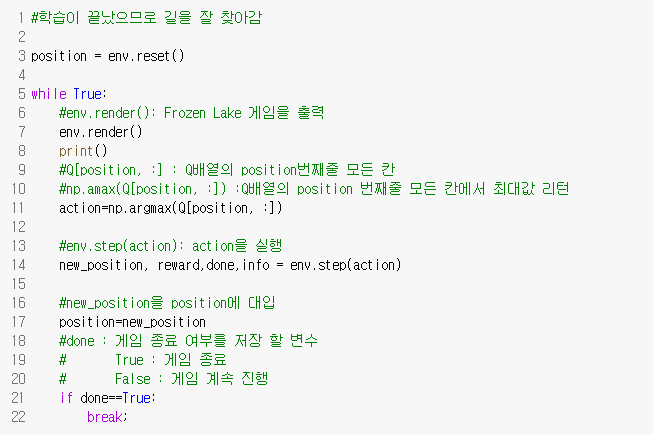 1 #학습이 끝났으므로 길을 잘 찾아감
2
3 position = env.reset()
4
5 while True:
6     #env.render(): Frozen Lake 게임을 출력
7     env.render()
8     print()
9     #Q[position, :] : Q배열의 position번째줄 모든 칸
10     #np.amax(Q[position, :]) :Q배열의 position 번째줄 모든 칸에서 최대값 리턴
11     action=np.argmax(Q[position, :])
12
13     #env.step(action): action을 실행
14     new_position, reward,done,info = env.step(action)
15
16     #new_position을 position에 대입
17     position=new_position
18     #done : 게임 종료 여부를 저장 할 변수
19     #       True : 게임 종료
20     #       False : 게임 계속 진행
21     if done==True:
22         break;